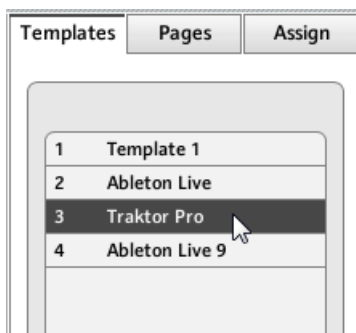 Templates Pages Assign
1 Template 1
2 Ableton Live
3 Traktor Pro
4 Ableton Live 9